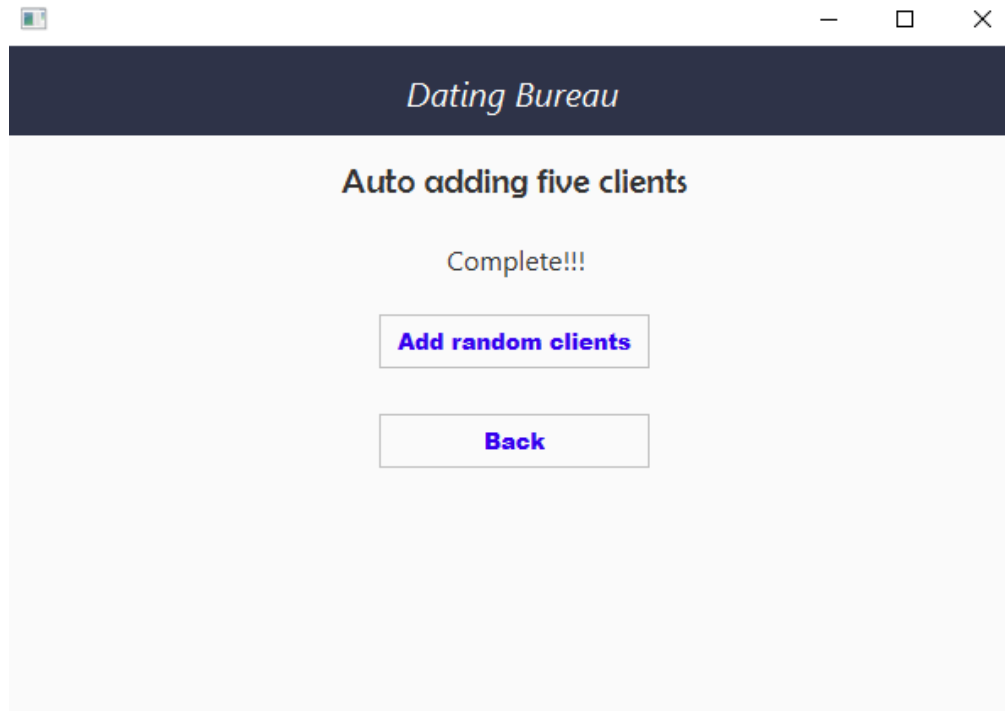 Dating Bureau
Auto adding five clients
Complete!!!
Add random clients
Back